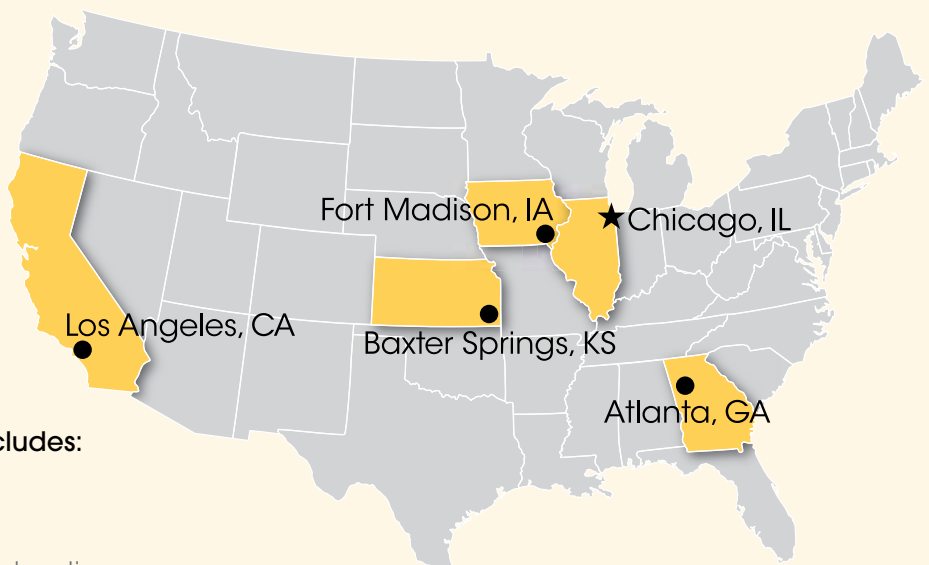 Fort Madison, IA
Chicago, IL
Los Angeles, CA
Baxter Springs, KS
Atlanta, GA
cludes: